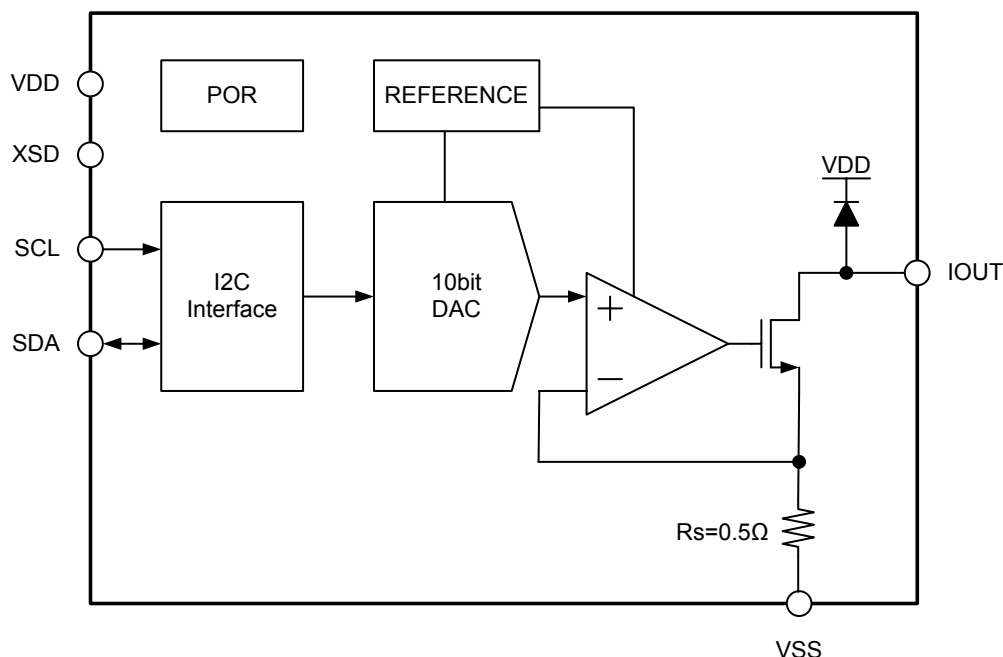 VDD
POR
REFERENCE
XSD
VDD
SCL
I2C
Interface
10bit
DAC
+
−
IOUT
SDA
Rs=0.5Ω
VSS